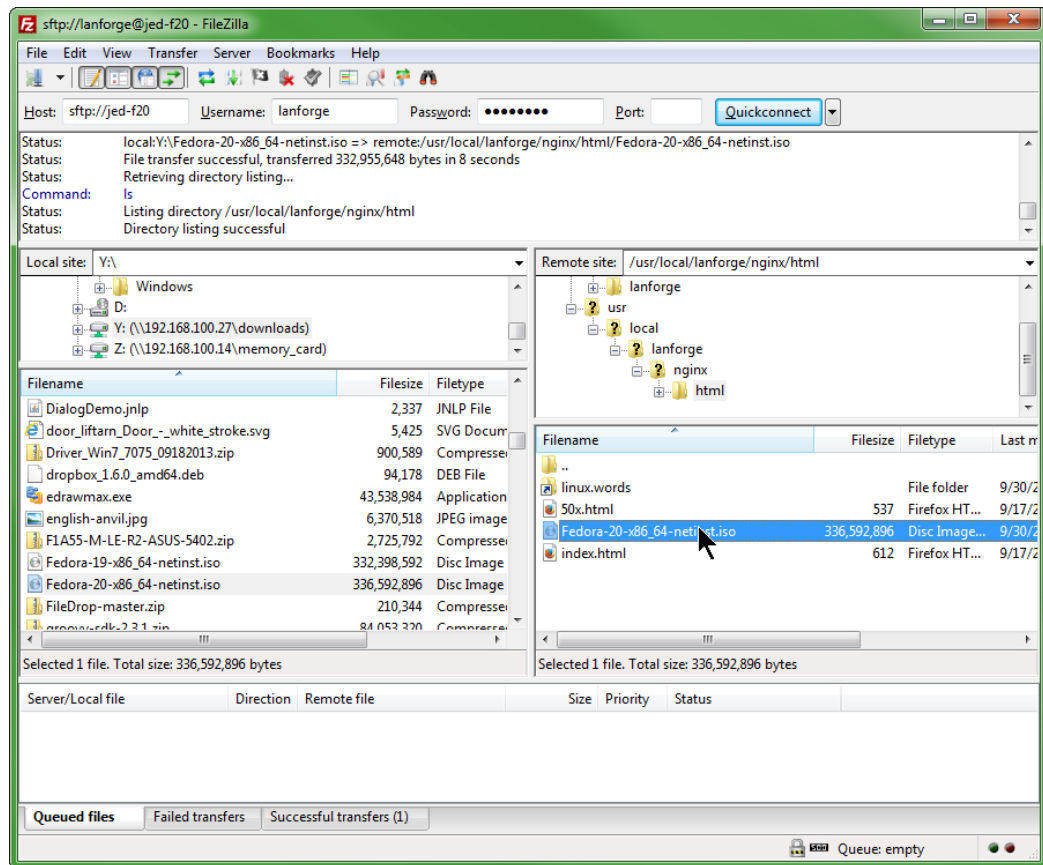 sftp://lanforge@jed-f20 - FileZilla
File Edit View Transfer Server Bookmarks Help
Host: sftp://jed-f20 Username: lanforge Password: ●●●●●●●● Port: Quickconnect
Status: local:Y:\Fedora-20-x86_64-netinst.iso => remote:/usr/local/lanforge/nginx/html/Fedora-20-x86_64-netinst.iso
Status: File transfer successful, transferred 332,955,648 bytes in 8 seconds
Status: Retrieving directory listing...
Command: ls
Status: Listing directory /usr/local/lanforge/nginx/html
Status: Directory listing successful
Local site: Y:\
Windows
D:
Y: (\\192.168.100.27\downloads)
Z: (\\192.168.100.14\memory_card)
Filename Filesize Filetype
DialogDemo.jnlp 2,337 JNLP File
door_liftarn_Door_-_white_stroke.svg 5,425 SVG Docum
Driver_Win7_7075_09182013.zip 900,589 Compresse
dropbox_1.6.0_amd64.deb 94,178 DEB File
edrawmax.exe 43,538,984 Application
english-anvil.jpg 6,370,518 JPEG image
F1A55-M-LE-R2-ASUS-5402.zip 2,725,792 Compresse
Fedora-19-x86_64-netinst.iso 332,398,592 Disc Image
Fedora-20-x86_64-netinst.iso 336,592,896 Disc Image
FileDrop-master.zip 210,344 Compresse
groovy-sdk-2.3.1.zip 84,053,320 Compresse
Selected 1 file. Total size: 336,592,896 bytes
Remote site: /usr/local/lanforge/nginx/html
lanforge
usr
local
lanforge
nginx
html
Filename Filesize Filetype Last m
..
linux.words File folder 9/30/2
50x.html 537 Firefox HT... 9/17/2
Fedora-20-x86_64-netinst.iso 336,592,896 Disc Image... 9/30/2
index.html 612 Firefox HT... 9/17/2
Selected 1 file. Total size: 336,592,896 bytes
Server/Local file Direction Remote file Size Priority Status
Queued files Failed transfers Successful transfers (1)
Queue: empty